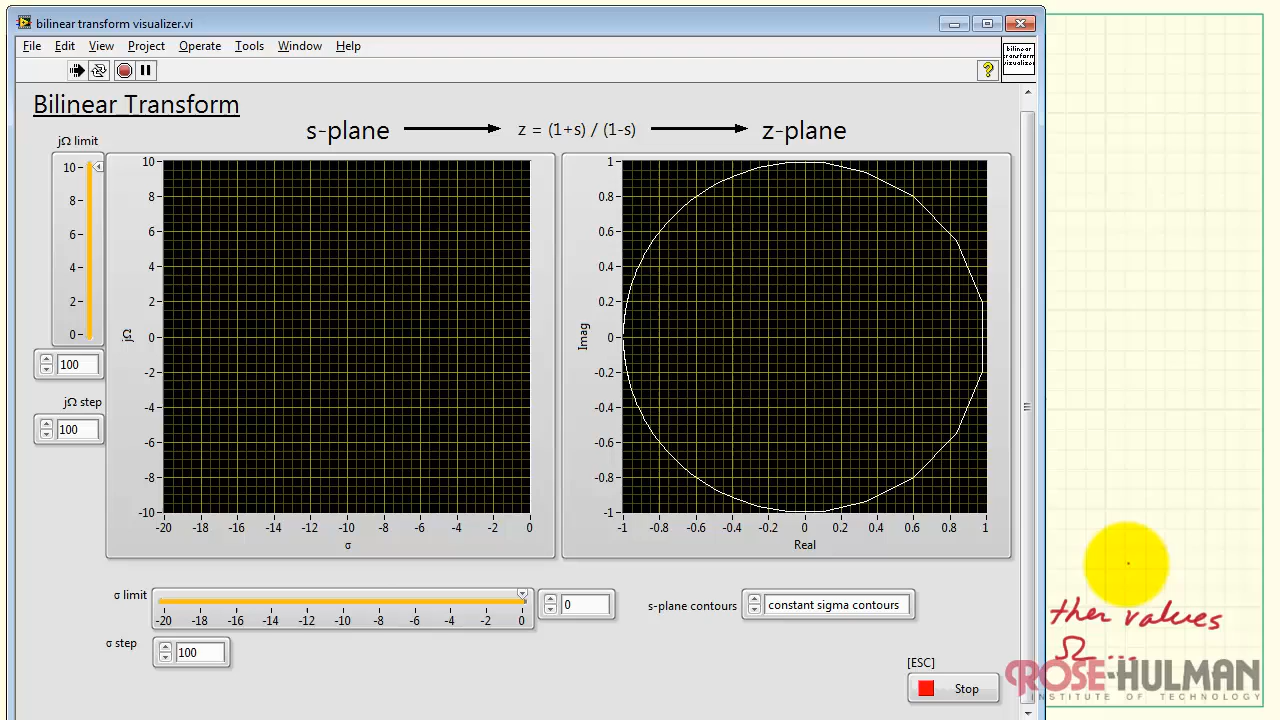 bilinear transform visualizer.vi
File Edit View Project Operate Tools Window Help
bilinear transform visualizer
Bilinear Transform
s-plane z = (1+s) / (1-s) z-plane
jΩ limit
10
8
6
4
2
0
100
jΩ step
100
jΩ
10
8
6
4
2
0
-2
-4
-6
-8
-10
-20 -18 -16 -14 -12 -10 -8 -6 -4 -2 0
σ
Imag
1
0.8
0.6
0.4
0.2
0
-0.2
-0.4
-0.6
-0.8
-1
-1 -0.8 -0.6 -0.4 -0.2 0 0.2 0.4 0.6 0.8 1
Real
σ limit
-20 -18 -16 -14 -12 -10 -8 -6 -4 -2 0
0
s-plane contours constant sigma contours
σ step
100
[ESC]
Stop
ther values
Ω ...
ROSE-HULMAN
INSTITUTE OF TECHNOLOGY